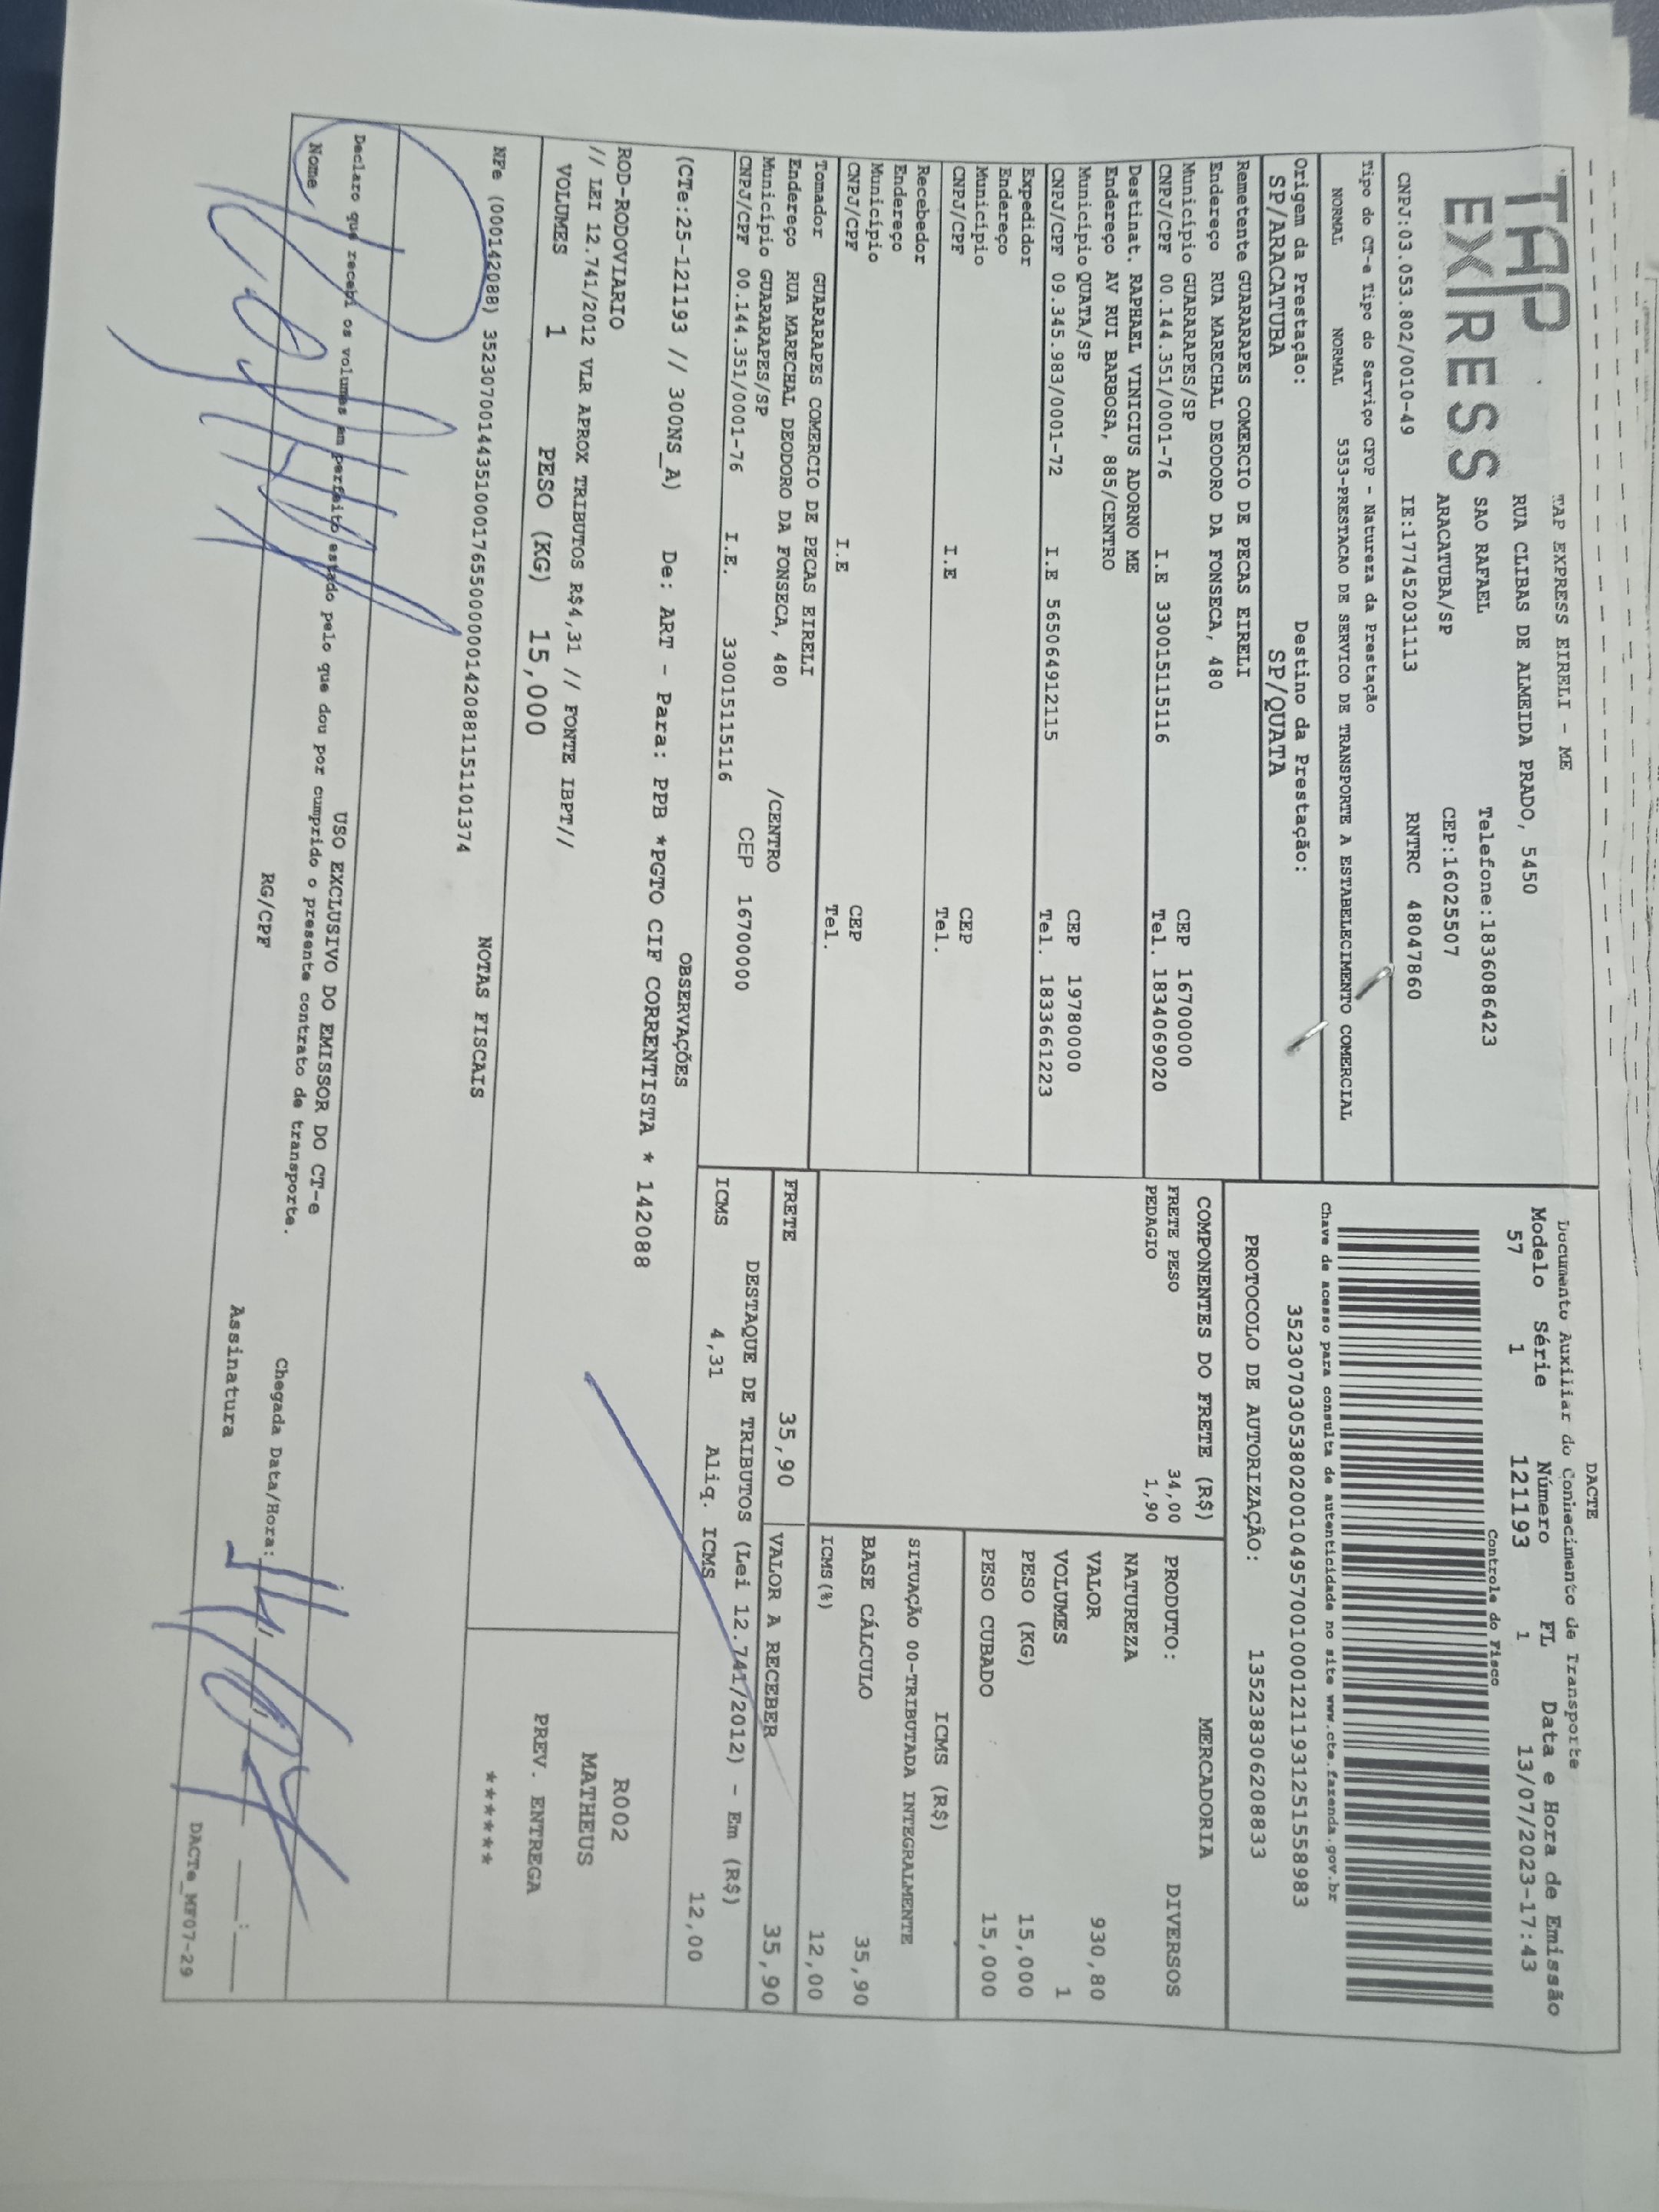 TAP
EXPRESS
TAP EXPRESS EIRELI - ME
RUA CLIBAS DE ALMEIDA PRADO, 5450
SAO RAFAEL Telefone:1836086423
ARACATUBA/SP CEP:16025507
CNPJ:03.053.802/0010-49 IE:177452031113 RNTRC 48047860
DACTE
Documento Auxiliar do Conhecimento de Transporte
Modelo Série Número FL Data e Hora de Emissão
57 1 121193 1 13/07/2023-17:43
Controle do Fisco
Chave de acesso para consulta de autenticidade no site www.cte.fazenda.gov.br
35230703053802001049570010001211931251558983
PROTOCOLO DE AUTORIZAÇÃO: 135238306208833
Tipo do CT-e Tipo do Serviço CFOP - Natureza da Prestação
NORMAL NORMAL 5353-PRESTACAO DE SERVICO DE TRANSPORTE A ESTABELECIMENTO COMERCIAL
Origem da Prestação: Destino da Prestação:
SP/ARACATUBA SP/QUATA
Remetente GUARARAPES COMERCIO DE PECAS EIRELI
Endereço RUA MARECHAL DEODORO DA FONSECA, 480
Município GUARARAPES/SP CEP 16700000
CNPJ/CPF 00.144.351/0001-76 I.E 330015115116 Tel. 1834069020
Destinat. RAPHAEL VINICIUS ADORNO ME
Endereço AV RUI BARBOSA, 885/CENTRO
Município QUATA/SP CEP 19780000
CNPJ/CPF 09.345.983/0001-72 I.E 565064912115 Tel. 1833661223
Expedidor
Endereço
Município CEP
CNPJ/CPF I.E Tel.
Recebedor
Endereço
Município CEP
CNPJ/CPF I.E Tel.
Tomador GUARARAPES COMERCIO DE PECAS EIRELI
Endereço RUA MARECHAL DEODORO DA FONSECA, 480 /CENTRO
Município GUARARAPES/SP CEP 16700000
CNPJ/CPF 00.144.351/0001-76 I.E. 330015115116
COMPONENTES DO FRETE (R$)
FRETE PESO 34,00
PEDAGIO 1,90
MERCADORIA
PRODUTO: DIVERSOS
NATUREZA
VALOR 930,80
VOLUMES 1
PESO (KG) 15,000
PESO CUBADO 15,000
ICMS (R$)
SITUAÇÃO 00-TRIBUTADA INTEGRALMENTE
BASE CÁLCULO 35,90
ICMS(%) 12,00
FRETE 35,90 VALOR A RECEBER 35,90
DESTAQUE DE TRIBUTOS (Lei 12.741/2012) - Em (R$)
ICMS 4,31 Aliq. ICMS 12,00
OBSERVAÇÕES
(CTe:25-121193 // 300NS_A) De: ART - Para: PPB *PGTO CIF CORRENTISTA * 142088
ROD-RODOVIARIO
// LEI 12.741/2012 VLR APROX TRIBUTOS R$4,31 // FONTE IBPT//
VOLUMES 1 PESO (KG) 15,000
R002
MATHEUS
PREV. ENTREGA
******
NOTAS FISCAIS
NFe (000142088) 35230700144351000176550000001420881151101374
USO EXCLUSIVO DO EMISSOR DO CT-e
Declaro que recebi os volumes em perfeito estado pelo que dou por cumprido o presente contrato de transporte.
Nome RG/CPF Assinatura Chegada Data/Hora:
DACTe_MF07-29